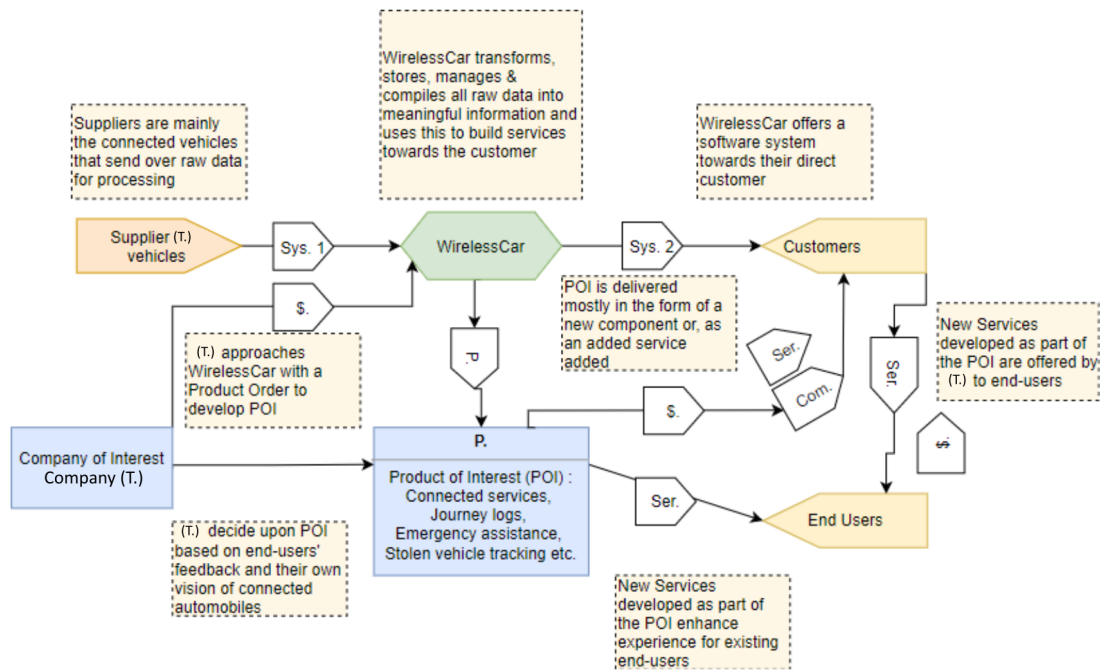 WirelessCar transforms,
stores, manages &
compiles all raw data into
meaningful information and
uses this to build services
towards the customer
Suppliers are mainly
the connected vehicles
that send over raw data
for processing
WirelessCar offers a
software system
towards their direct
customer
Supplier (T.)
vehicles
Sys. 1
WirelessCar
Sys. 2
Customers
$.
POI is delivered
mostly in the form of a
new component or, as
an added service
added
New Services
developed as part of
the POI are offered by
(T.) to end-users
(T.) approaches
WirelessCar with a
Product Order to
develop POI
P.
Ser.
Com.
Ser.
$.
$.
Company of Interest
Company (T.)
P.
Product of Interest (POI) :
Connected services,
Journey logs,
Emergency assistance,
Stolen vehicle tracking etc.
Ser.
End Users
(T.) decide upon POI
based on end-users'
feedback and their own
vision of connected
automobiles
New Services
developed as part of
the POI enhance
experience for existing
end-users